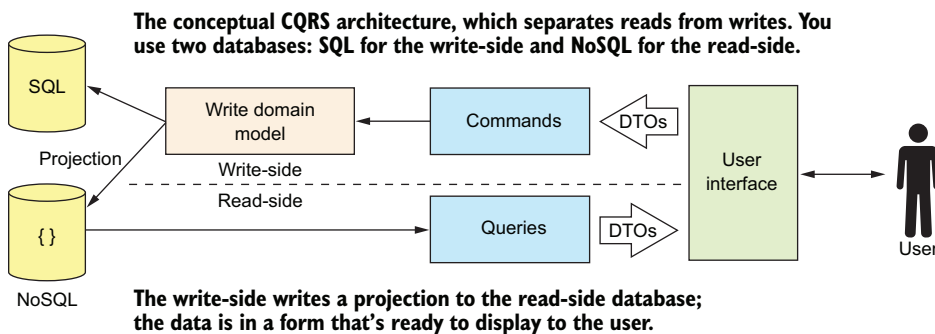 The conceptual CQRS architecture, which separates reads from writes. You
use two databases: SQL for the write-side and NoSQL for the read-side.
SQL
Write domain
model
Commands
DTOs
User
interface
Projection
Write-side
Read-side
{ }
Queries
DTOs
User
NoSQL
The write-side writes a projection to the read-side database;
the data is in a form that's ready to display to the user.